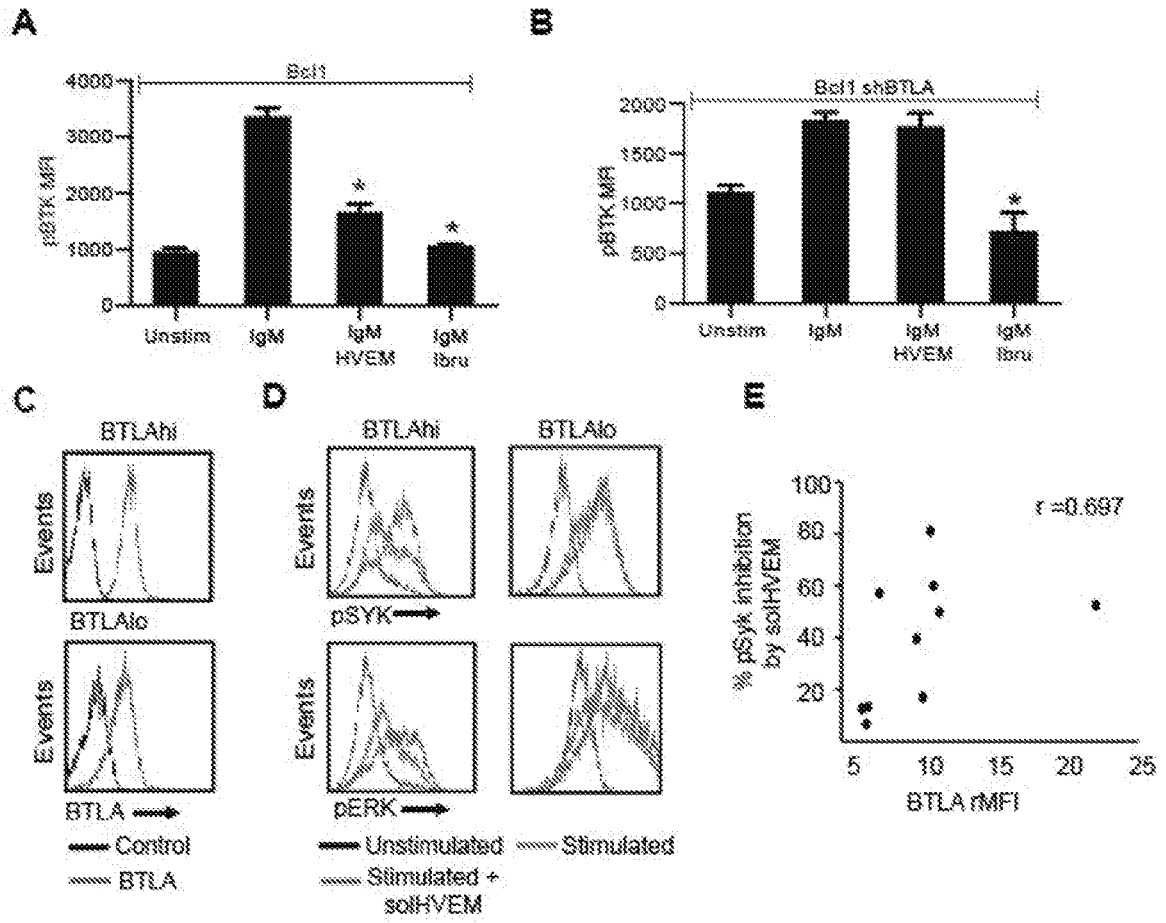 A
Bcl1
4000
3000
2000
1000
0
pBTK MFI
*
*
Unstim
IgM
IgM
HVEM
IgM
Ibru
B
Bcl1 shBTLA
2000
1500
1000
500
0
pBTK MFI
*
Unstim
IgM
IgM
HVEM
IgM
Ibru
C
BTLAhi
Events
BTLAlo
Events
BTLA
Control
BTLA
D
BTLAhi
BTLAlo
Events
pSYK
Events
pERK
Unstimulated
Stimulated
Stimulated +
solHVEM
E
r =0.697
100
80
60
40
20
% pSyk inhibition
by solHVEM
5
10
15
20
25
BTLA rMFI